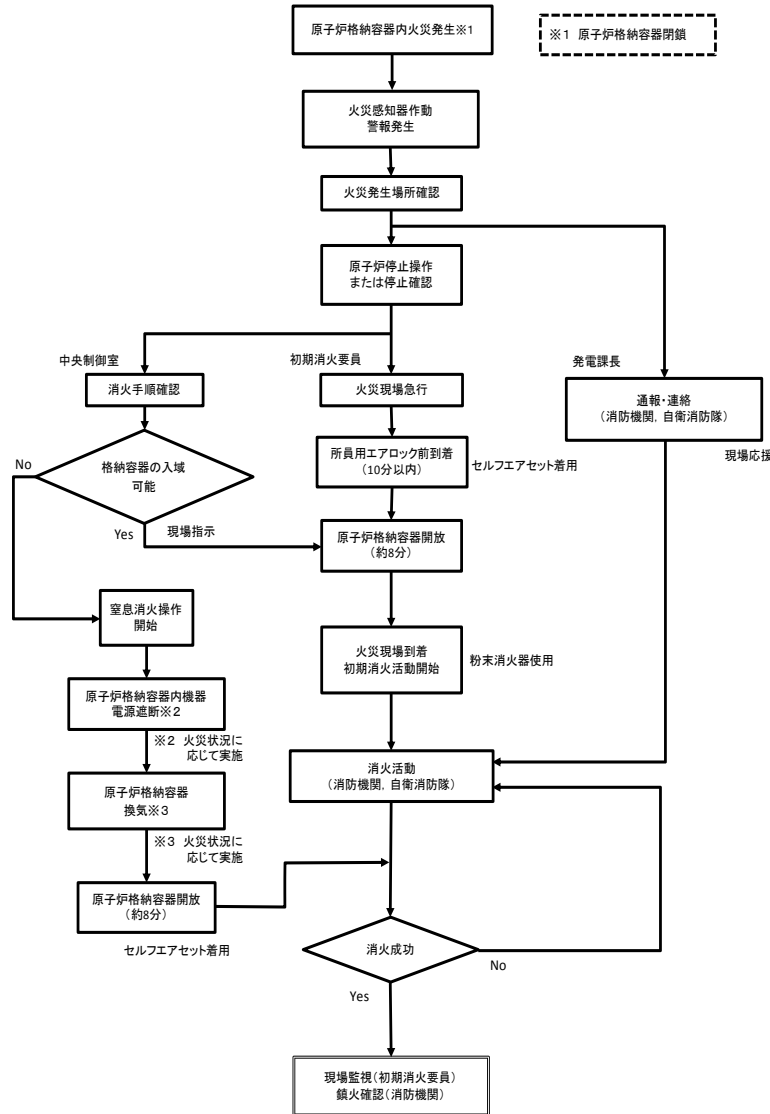 原子炉格納容器内火災発生※1
※1 原子炉格納容器閉鎖
火災感知器作動
警報発生
火災発生場所確認
原子炉停止操作
または停止確認
中央制御室
初期消火要員
発電課長
消火手順確認
火災現場急行
通報・連絡
(消防機関,自衛消防隊)
現場応援
格納容器の入域
可能
No
Yes
現場指示
所員用エアロック前到着
(10分以内)
セルフエアセット着用
原子炉格納容器開放
(約8分)
窒息消火操作
開始
火災現場到着
初期消火活動開始
粉末消火器使用
原子炉格納容器内機器
電源遮断※2
※2 火災状況に
応じて実施
消火活動
(消防機関,自衛消防隊)
原子炉格納容器
換気※3
※3 火災状況に
応じて実施
原子炉格納容器開放
(約8分)
セルフエアセット着用
消火成功
No
Yes
現場監視(初期消火要員)
鎮火確認(消防機関)